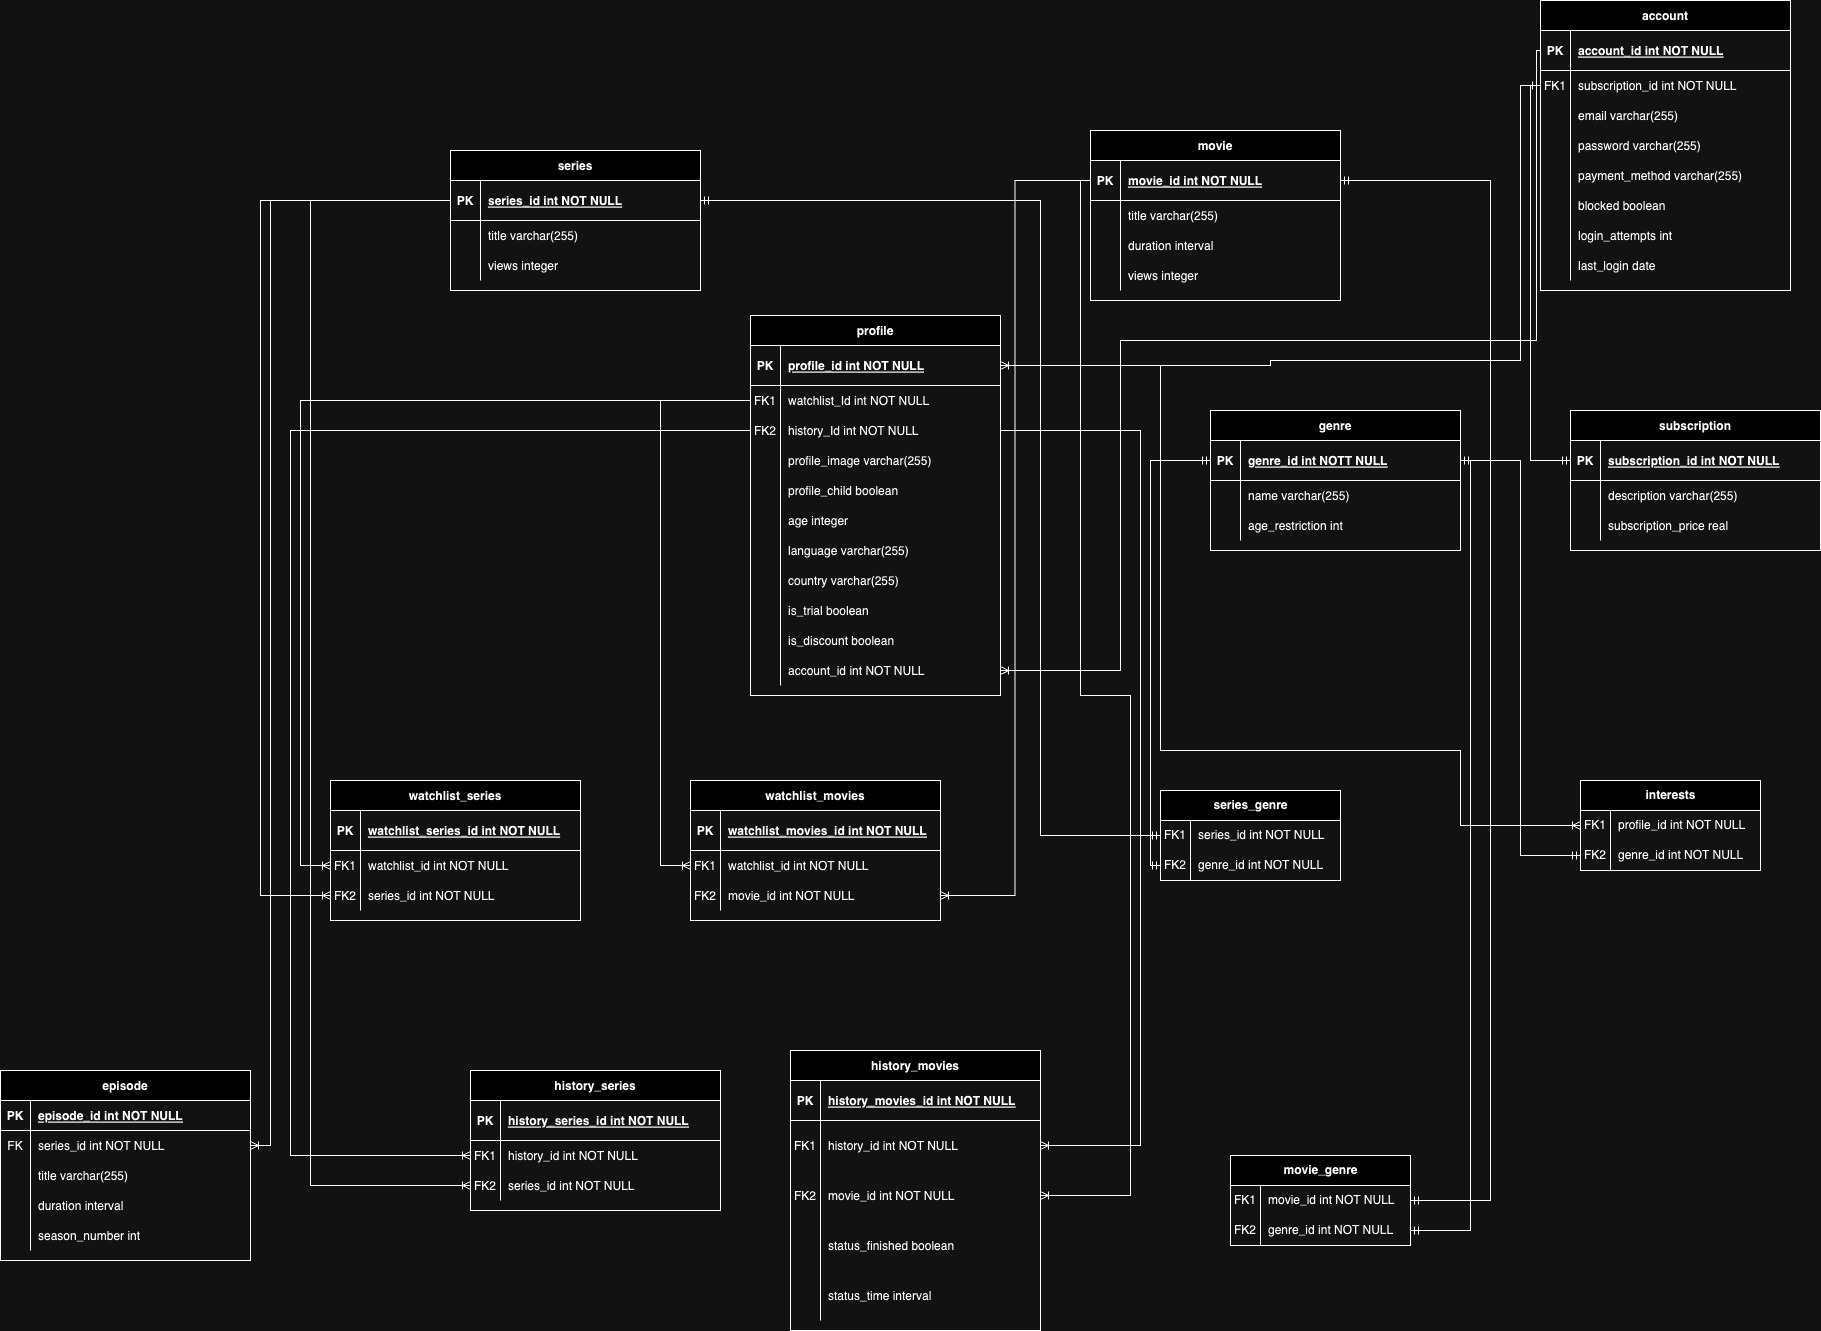 account
PK account_id int NOT NULL
FK1 subscription_id int NOT NULL
email varchar(255)
password varchar(255)
payment_method varchar(255)
blocked boolean
login_attempts int
last_login date
movie
PK movie_id int NOT NULL
title varchar(255)
duration interval
views integer
series
PK series_id int NOT NULL
title varchar(255)
views integer
profile
PK profile_id int NOT NULL
FK1 watchlist_Id int NOT NULL
FK2 history_Id int NOT NULL
profile_image varchar(255)
profile_child boolean
age integer
language varchar(255)
country varchar(255)
is_trial boolean
is_discount boolean
account_id int NOT NULL
genre
PK genre_id int NOTT NULL
name varchar(255)
age_restriction int
subscription
PK subscription_id int NOT NULL
description varchar(255)
subscription_price real
watchlist_series
PK watchlist_series_id int NOT NULL
FK1 watchlist_id int NOT NULL
FK2 series_id int NOT NULL
watchlist_movies
PK watchlist_movies_id int NOT NULL
FK1 watchlist_id int NOT NULL
FK2 movie_id int NOT NULL
series_genre
FK1 series_id int NOT NULL
FK2 genre_id int NOT NULL
interests
FK1 profile_id int NOT NULL
FK2 genre_id int NOT NULL
episode
PK episode_id int NOT NULL
FK series_id int NOT NULL
title varchar(255)
duration interval
season_number int
history_series
PK history_series_id int NOT NULL
FK1 history_id int NOT NULL
FK2 series_id int NOT NULL
history_movies
PK history_movies_id int NOT NULL
FK1 history_id int NOT NULL
FK2 movie_id int NOT NULL
status_finished boolean
status_time interval
movie_genre
FK1 movie_id int NOT NULL
FK2 genre_id int NOT NULL